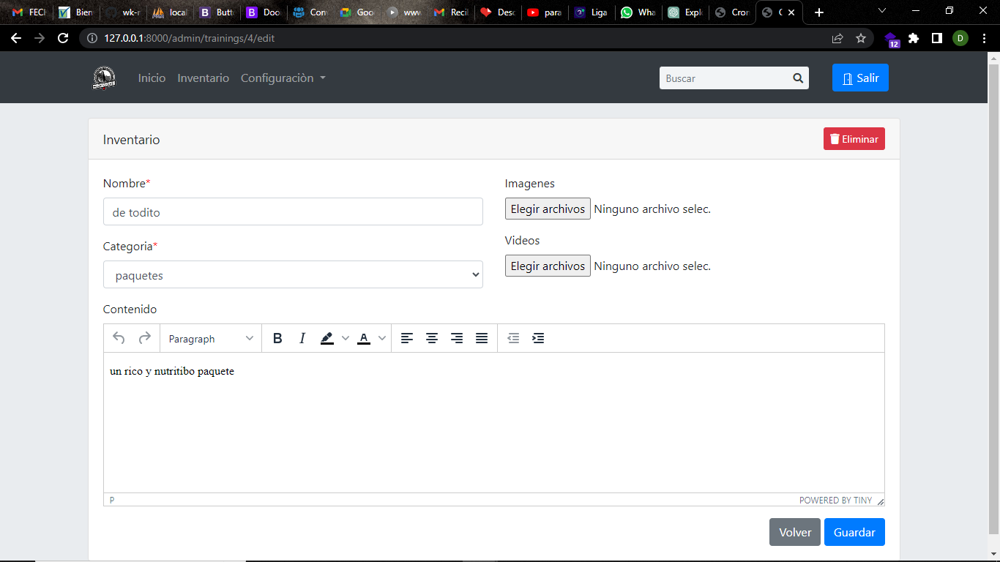 FECH Bien wk-r local Butt Doo Con Goo www Recil Desc para Liga Wha Explo Cron
127.0.0.1:8000/admin/trainings/4/edit
12
D
CRONKOS Inicio Inventario Configuraciòn Buscar Salir
Inventario Eliminar
Nombre* Imagenes
de todito Elegir archivos Ninguno archivo selec.
Categoria* Videos
paquetes Elegir archivos Ninguno archivo selec.
Contenido
Paragraph B I A
un rico y nutritibo paquete
P POWERED BY TINY
Volver Guardar